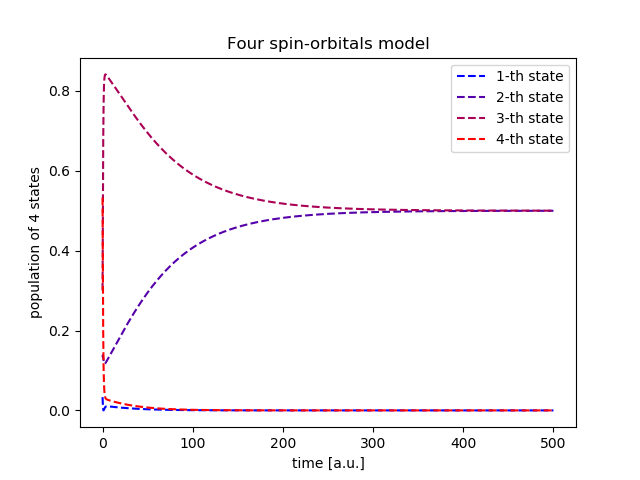 Four spin-orbitals model
1-th state
2-th state
3-th state
4-th state
population of 4 states
0.8
0.6
0.4
0.2
0.0
0 100 200 300 400 500
time [a.u.]